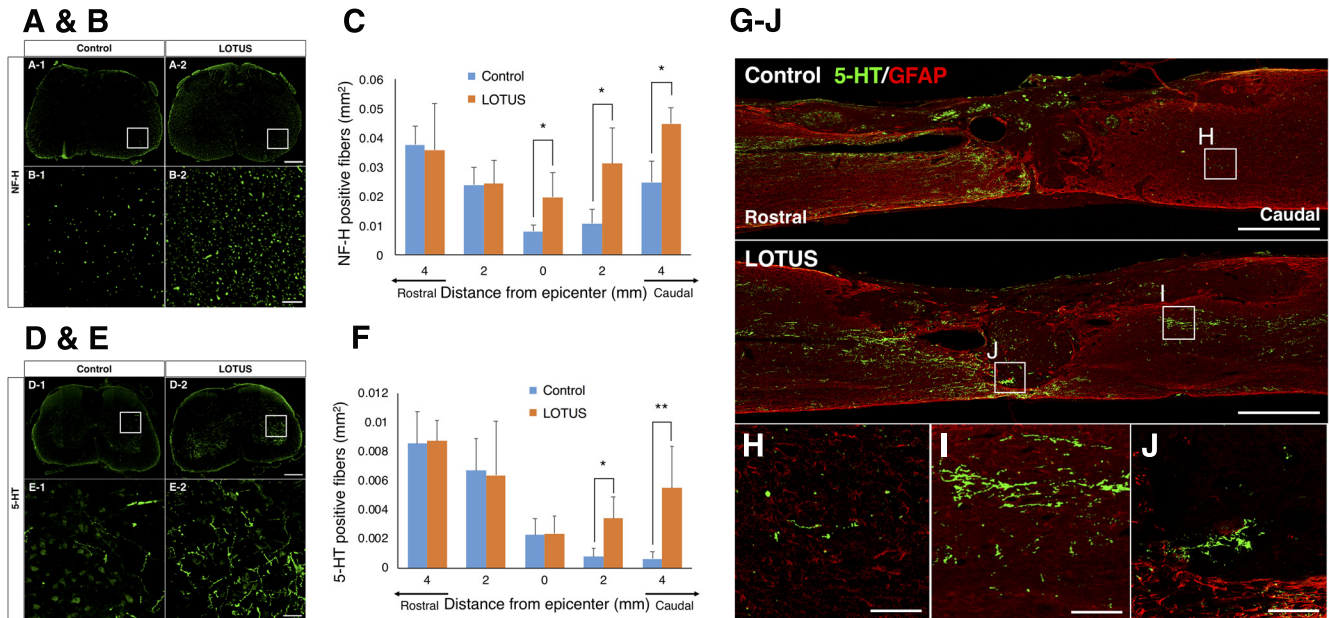 A & B
Control LOTUS
A-1 A-2
NF-H
B-1 B-2
C
Control
LOTUS
NF-H positive fibers (mm²)
0.06
0.05
0.04
0.03
0.02
0.01
0
* * *
4 2 0 2 4
Rostral Distance from epicenter (mm) Caudal
D & E
Control LOTUS
D-1 D-2
5-HT
E-1 E-2
F
Control
LOTUS
5-HT positive fibers (mm²)
0.012
0.01
0.008
0.006
0.004
0.002
0
* **
4 2 0 2 4
Rostral Distance from epicenter (mm) Caudal
G-J
Control 5-HT/GFAP
H
Rostral Caudal
LOTUS
I
J
H I J